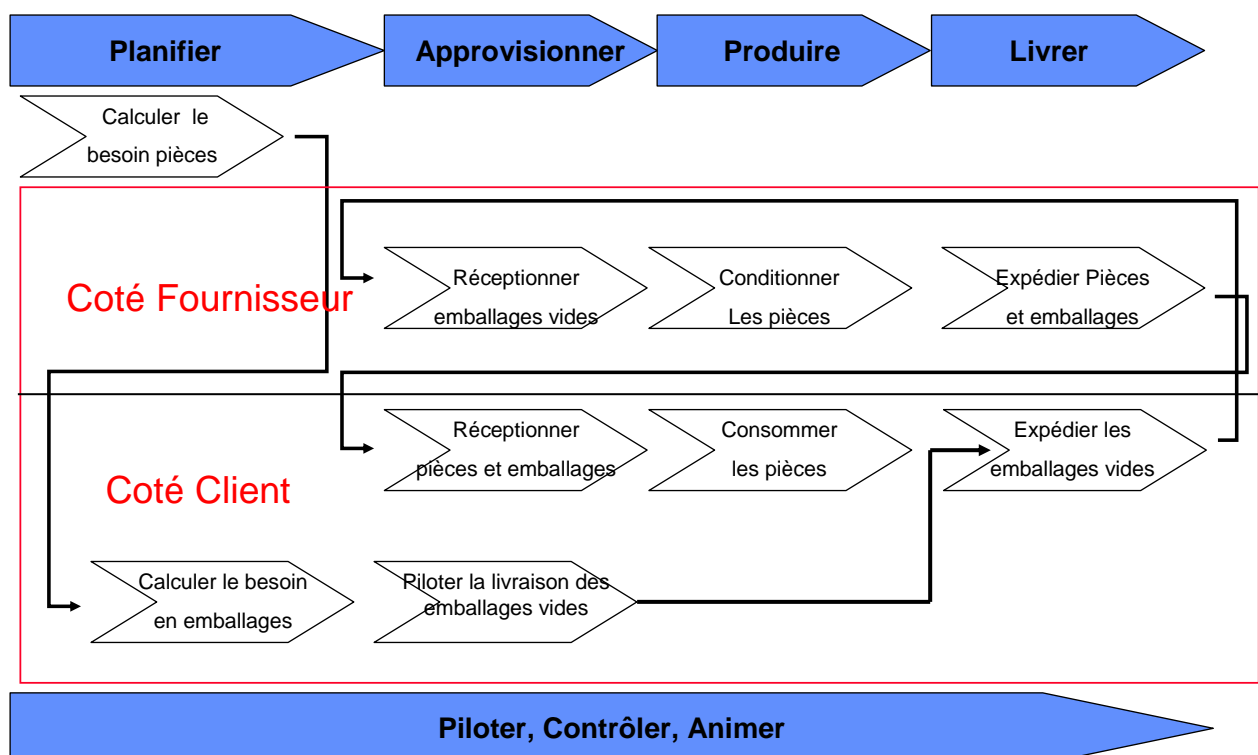 Planifier
Approvisionner
Produire
Livrer
Calculer le
besoin pièces
Coté Fournisseur
Réceptionner
emballages vides
Conditionner
Les pièces
Expédier Pièces
et emballages
Coté Client
Réceptionner
pièces et emballages
Consommer
les pièces
Expédier les
emballages vides
Calculer le besoin
en emballages
Piloter la livraison des
emballages vides
Piloter, Contrôler, Animer